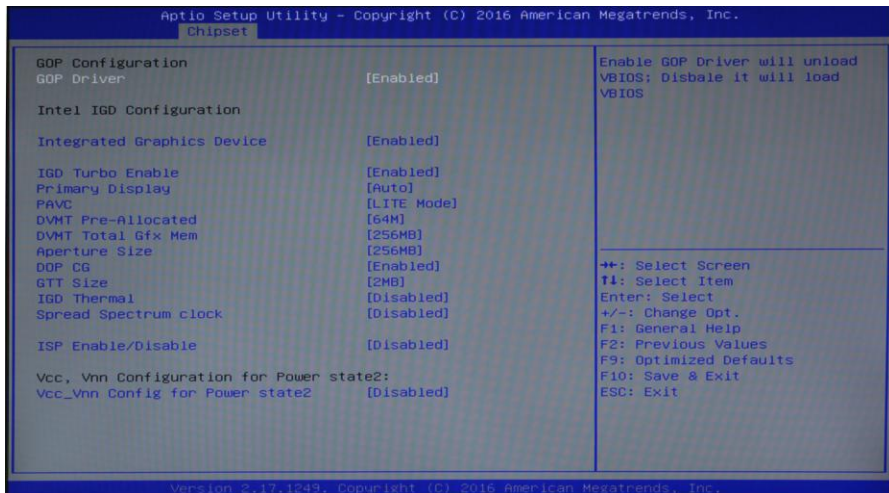 Aptio Setup Utility – Copyright (C) 2016 American Megatrends, Inc.
Chipset
GOP Configuration
GOP Driver [Enabled]
Intel IGD Configuration
Integrated Graphics Device [Enabled]
IGD Turbo Enable [Enabled]
Primary Display [Auto]
PAVC [LITE Mode]
DVMT Pre-Allocated [64M]
DVMT Total Gfx Mem [256MB]
Aperture Size [256MB]
DOP CG [Enabled]
GTT Size [2MB]
IGD Thermal [Disabled]
Spread Spectrum clock [Disabled]
ISP Enable/Disable [Disabled]
Vcc, Vnn Configuration for Power state2:
Vcc_Vnn Config for Power state2 [Disabled]
Enable GOP Driver will unload
VBIOS; Disbale it will load
VBIOS
→←: Select Screen
↑↓: Select Item
Enter: Select
+/-: Change Opt.
F1: General Help
F2: Previous Values
F9: Optimized Defaults
F10: Save & Exit
ESC: Exit
Version 2.17.1249. Copyright (C) 2016 American Megatrends, Inc.